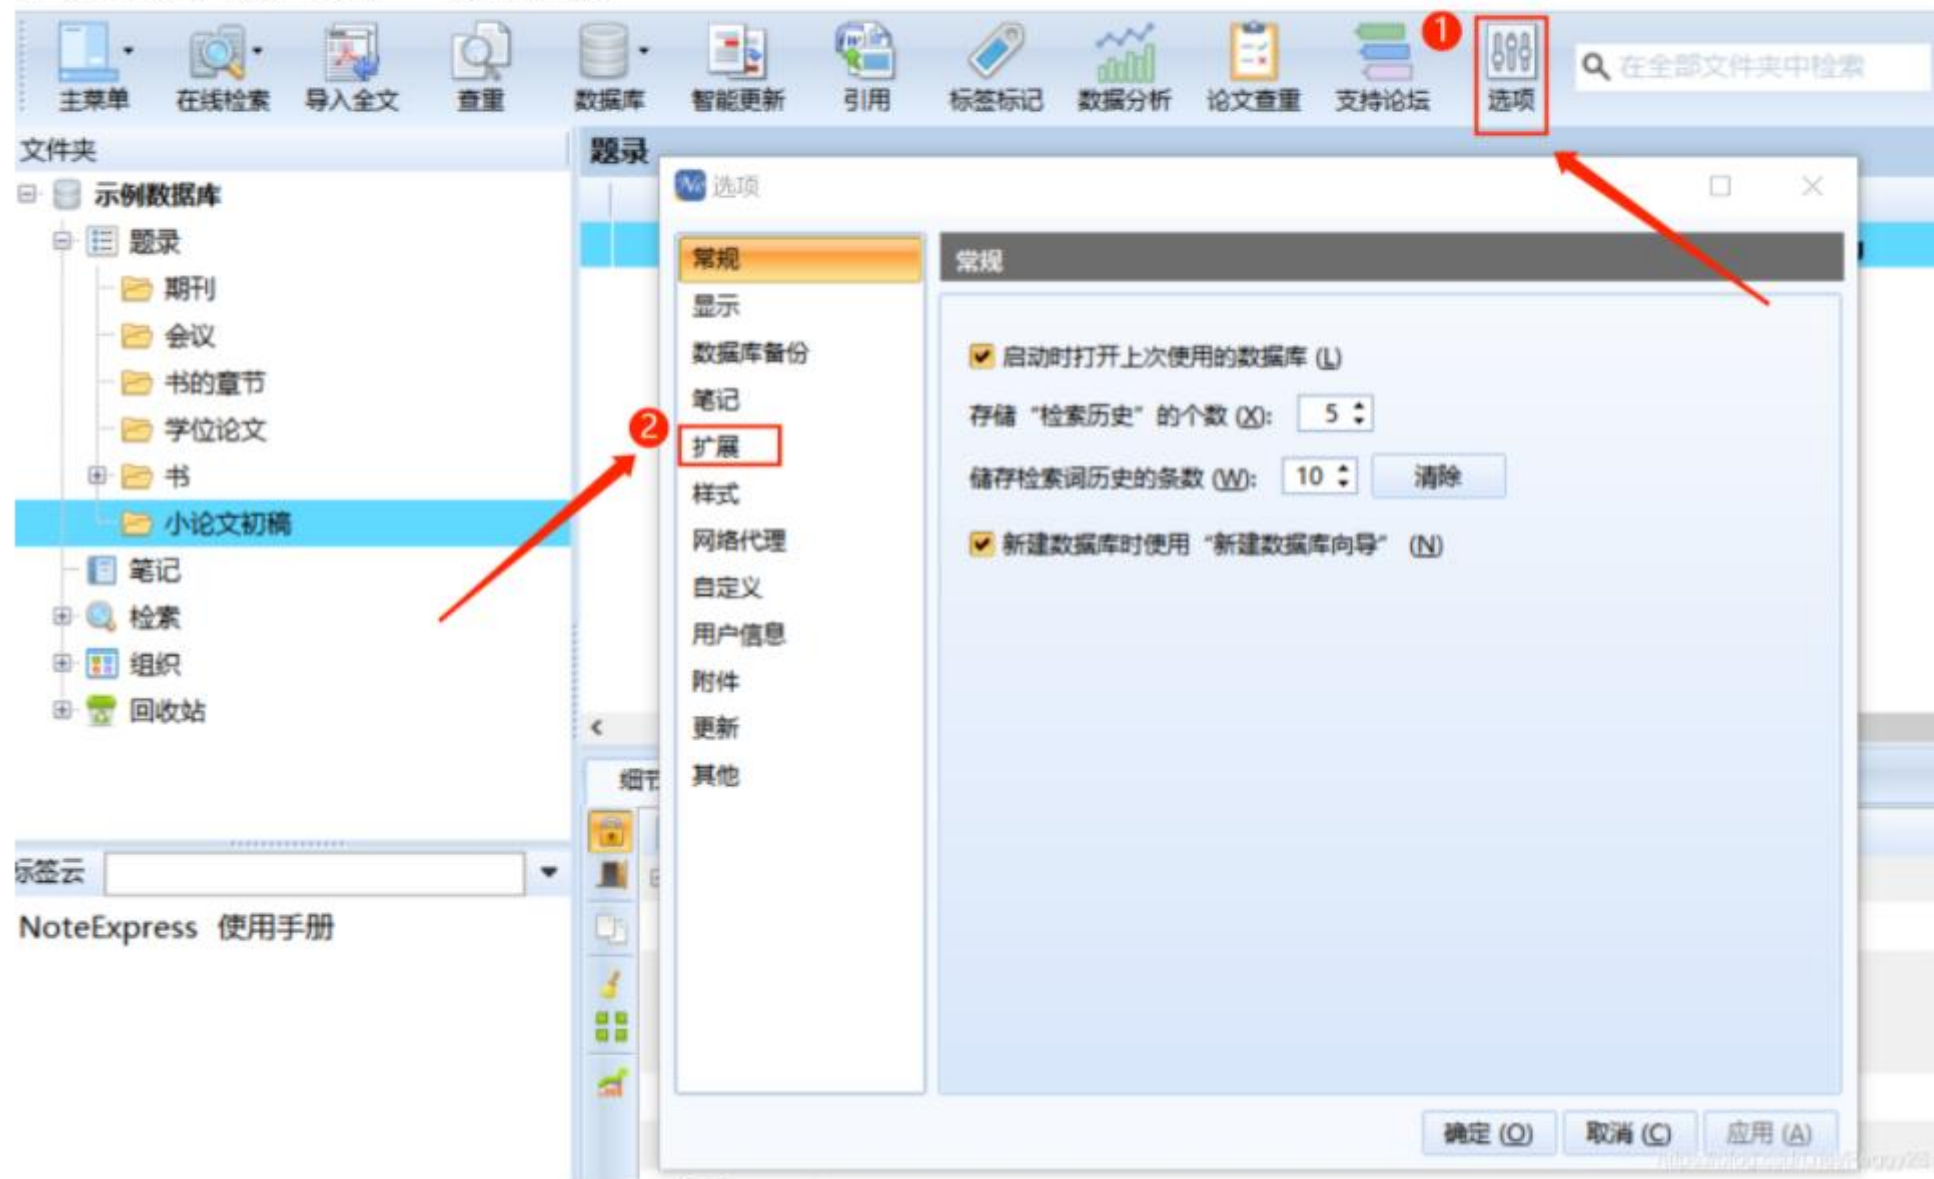 主菜单 在线检索 导入全文 查重 数据库 智能更新 引用 标签标记 数据分析 论文查重 支持论坛 1 选项 在全部文件夹中检索
文件夹
题录
示例数据库
题录
期刊
会议
书的章节
学位论文
书
小论文初稿
笔记
检索
组织
回收站
标签云
NoteExpress 使用手册
细节
Ne 选项
常规
显示
数据库备份
笔记
2 扩展
样式
网络代理
自定义
用户信息
附件
更新
其他
常规
启动时打开上次使用的数据库 (L)
存储“检索历史”的个数 (X): 5
储存检索词历史的条数 (W): 10 清除
新建数据库时使用“新建数据库向导” (N)
确定 (O) 取消 (C) 应用 (A)